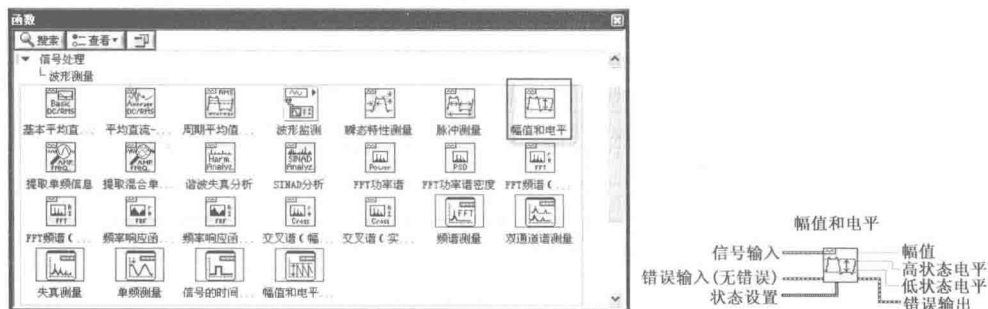 函数
搜索 查看
信号处理
波形测量
基本平均直... 平均直流-... 周期平均值... 波形监测 瞬态特性测量 脉冲测量 幅值和电平
提取单频信息 提取混合单... 谐波失真分析 SINAD分析 FFT功率谱 FFT功率谱密度 FFT频谱(...
FFT频谱(... 频率响应函... 频率响应函... 交叉谱(幅... 交叉谱(实... 频谱测量 双通道谱测量
失真测量 单频测量 信号的时间... 幅值和电平...
幅值和电平
信号输入
错误输入(无错误)
状态设置
幅值
高状态电平
低状态电平
错误输出